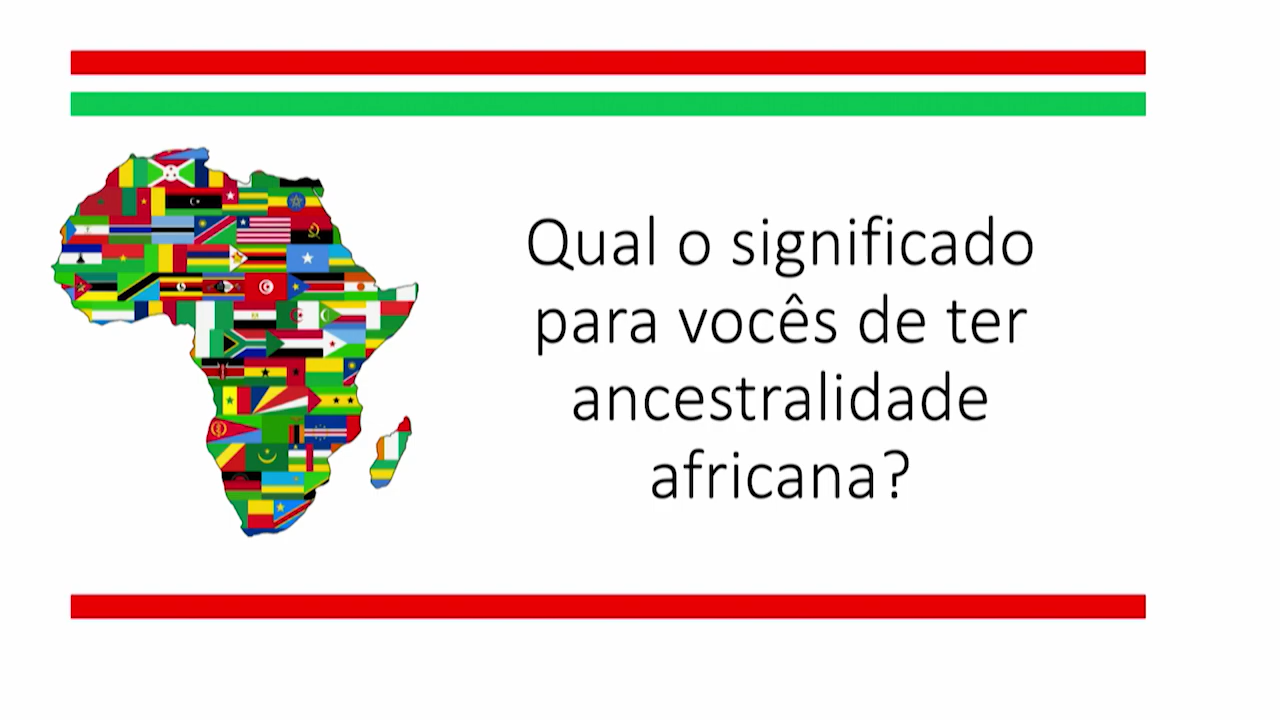 Qual o significado
para vocês de ter
ancestralidade
africana?